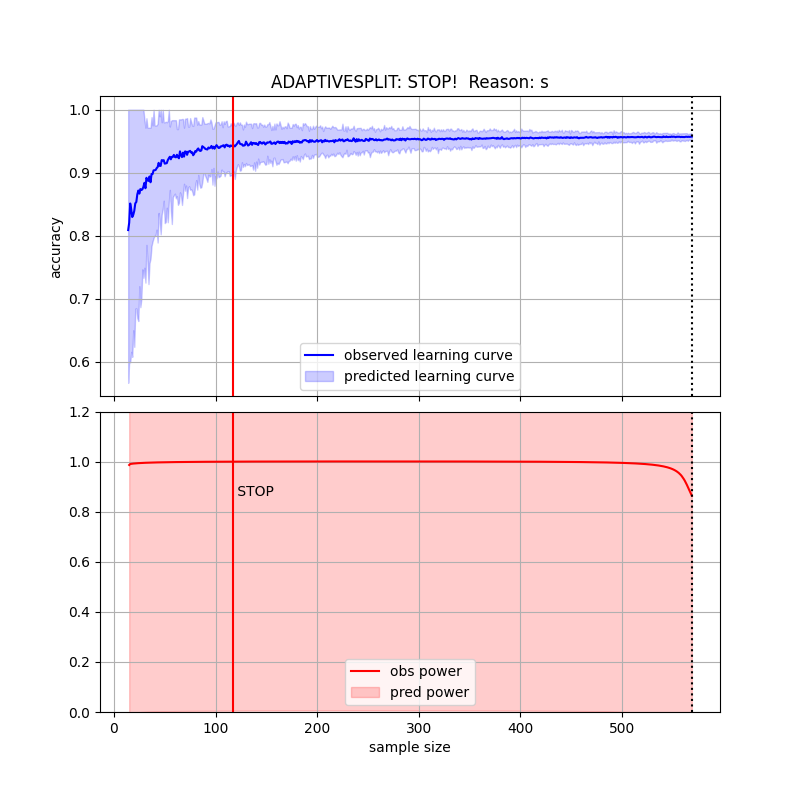 ADAPTIVESPLIT: STOP!  Reason: s
1.0
0.9
0.8
0.7
0.6
accuracy
observed learning curve
predicted learning curve
1.2
1.0
0.8
0.6
0.4
0.2
0.0
STOP
obs power
pred power
0 100 200 300 400 500
sample size